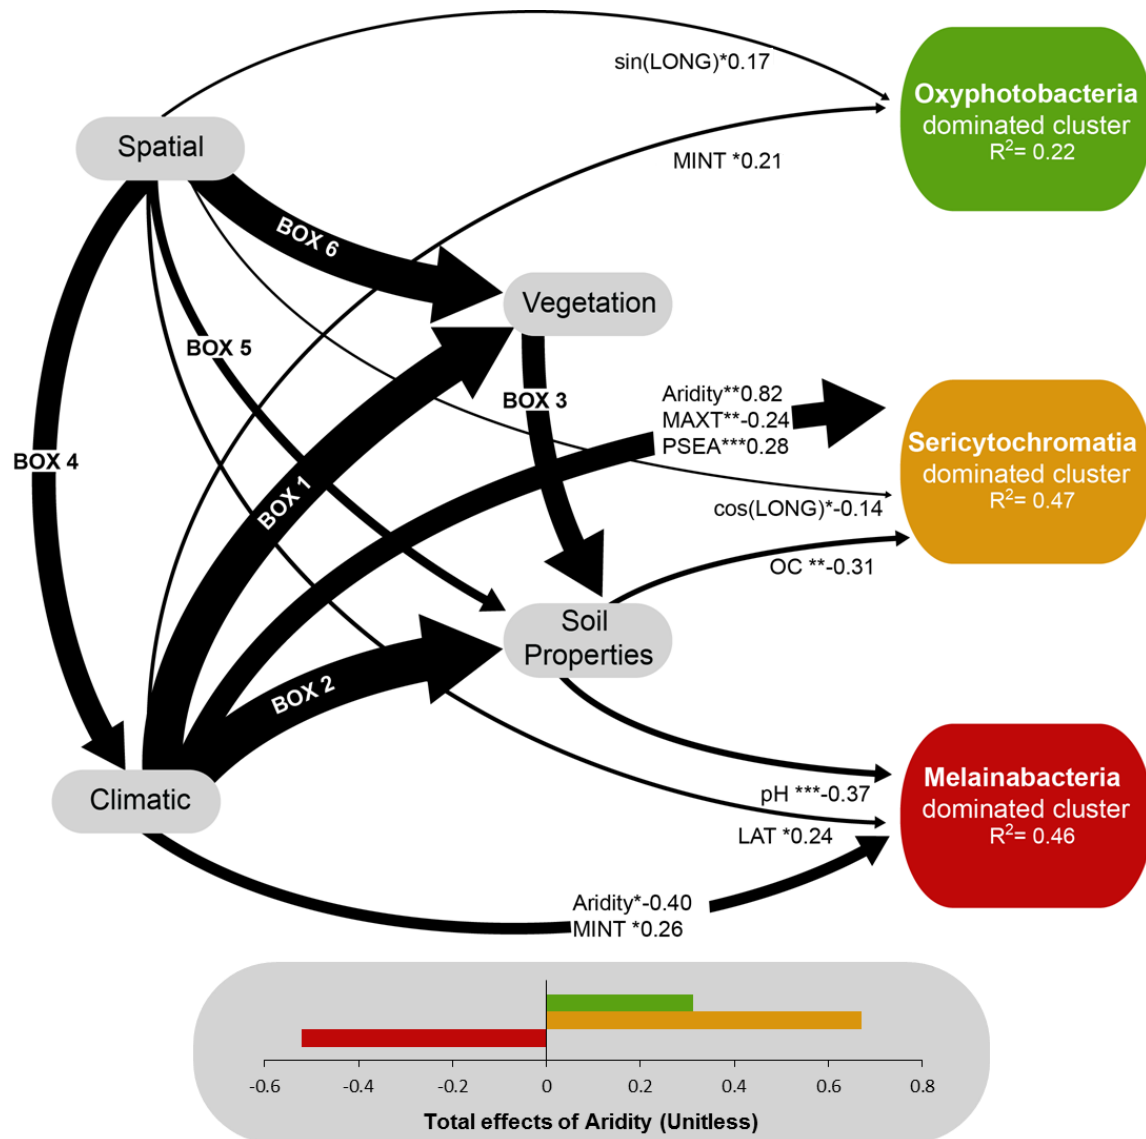 sin(LONG)*0.17
Oxyphotobacteria
dominated cluster
R²= 0.22
Spatial
MINT *0.21
BOX 6
Vegetation
BOX 5
BOX 3
Aridity**0.82
MAXT**-0.24
PSEA***0.28
Sericytochromatia
dominated cluster
R²= 0.47
BOX 4
BOX 1
cos(LONG)*-0.14
OC **-0.31
Soil
Properties
BOX 2
Climatic
pH ***-0.37
LAT *0.24
Melainabacteria
dominated cluster
R²= 0.46
Aridity*-0.40
MINT *0.26
-0.6 -0.4 -0.2 0 0.2 0.4 0.6 0.8
Total effects of Aridity (Unitless)